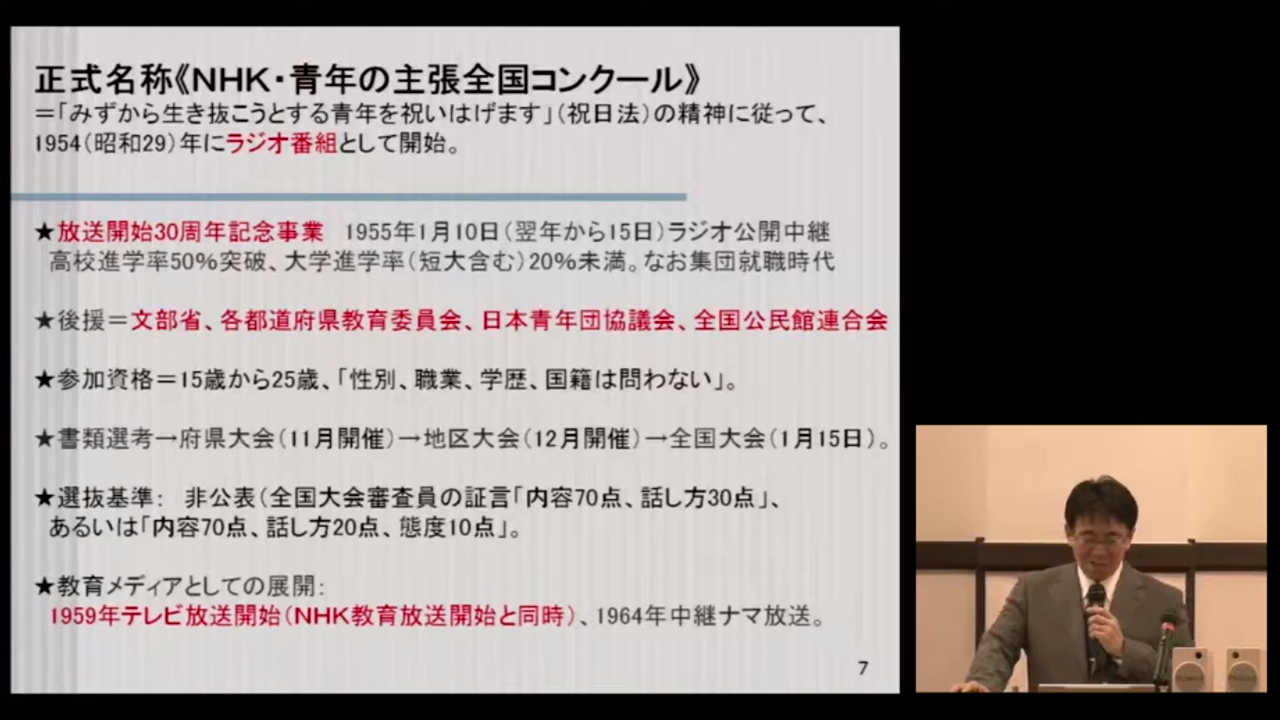 正式名称《NHK・青年の主張全国コンクール》
＝「みずから生き抜こうとする青年を祝いはげます」（祝日法）の精神に従って、
1954（昭和29）年にラジオ番組として開始。
★放送開始30周年記念事業　1955年1月10日（翌年から15日）ラジオ公開中継
高校進学率50％突破、大学進学率（短大含む）20％未満。なお集団就職時代
★後援＝文部省、各都道府県教育委員会、日本青年団協議会、全国公民館連合会
★参加資格＝15歳から25歳、「性別、職業、学歴、国籍は問わない」。
★書類選考→府県大会（11月開催）→地区大会（12月開催）→全国大会（1月15日）。
★選抜基準：　非公表（全国大会審査員の証言「内容70点、話し方30点」、
あるいは「内容70点、話し方20点、態度10点」。
★教育メディアとしての展開：
1959年テレビ放送開始（NHK教育放送開始と同時）、1964年中継ナマ放送。
7